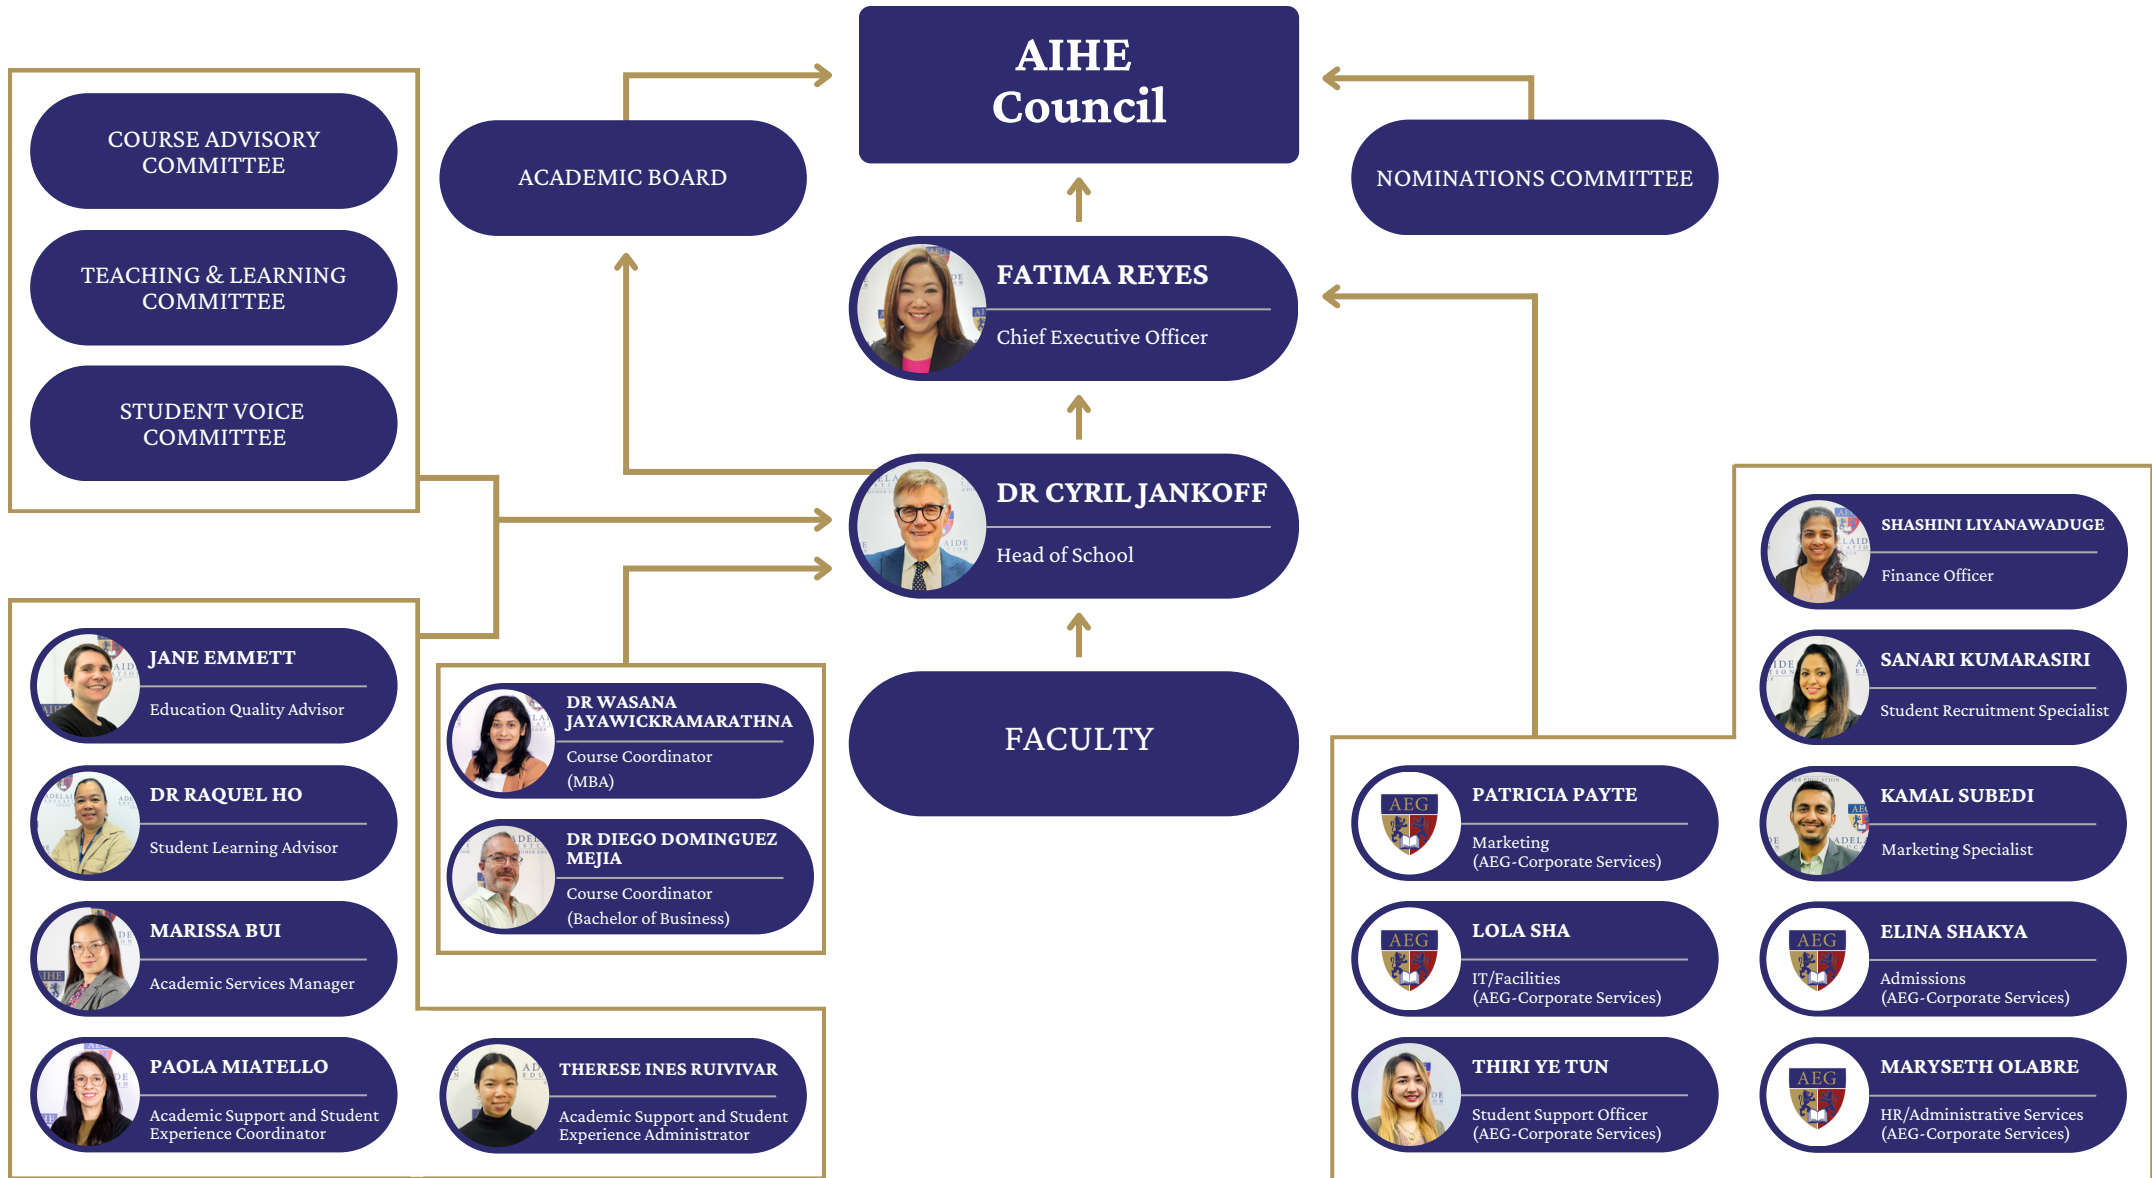 AIHE
Council
COURSE ADVISORY
COMMITTEE
TEACHING & LEARNING
COMMITTEE
STUDENT VOICE
COMMITTEE
ACADEMIC BOARD
NOMINATIONS COMMITTEE
FATIMA REYES
Chief Executive Officer
DR CYRIL JANKOFF
Head of School
FACULTY
JANE EMMETT
Education Quality Advisor
DR RAQUEL HO
Student Learning Advisor
MARISSA BUI
Academic Services Manager
PAOLA MIATELLO
Academic Support and Student
Experience Coordinator
THERESE INES RUIVIVAR
Academic Support and Student
Experience Administrator
DR WASANA
JAYAWICKRAMARATHNA
Course Coordinator
(MBA)
DR DIEGO DOMINGUEZ
MEJIA
Course Coordinator
(Bachelor of Business)
AEG
PATRICIA PAYTE
Marketing
(AEG-Corporate Services)
AEG
LOLA SHA
IT/Facilities
(AEG-Corporate Services)
THIRI YE TUN
Student Support Officer
(AEG-Corporate Services)
SHASHINI LIYANAWADUGE
Finance Officer
SANARI KUMARASIRI
Student Recruitment Specialist
KAMAL SUBEDI
Marketing Specialist
AEG
ELINA SHAKYA
Admissions
(AEG-Corporate Services)
AEG
MARYSETH OLABRE
HR/Administrative Services
(AEG-Corporate Services)